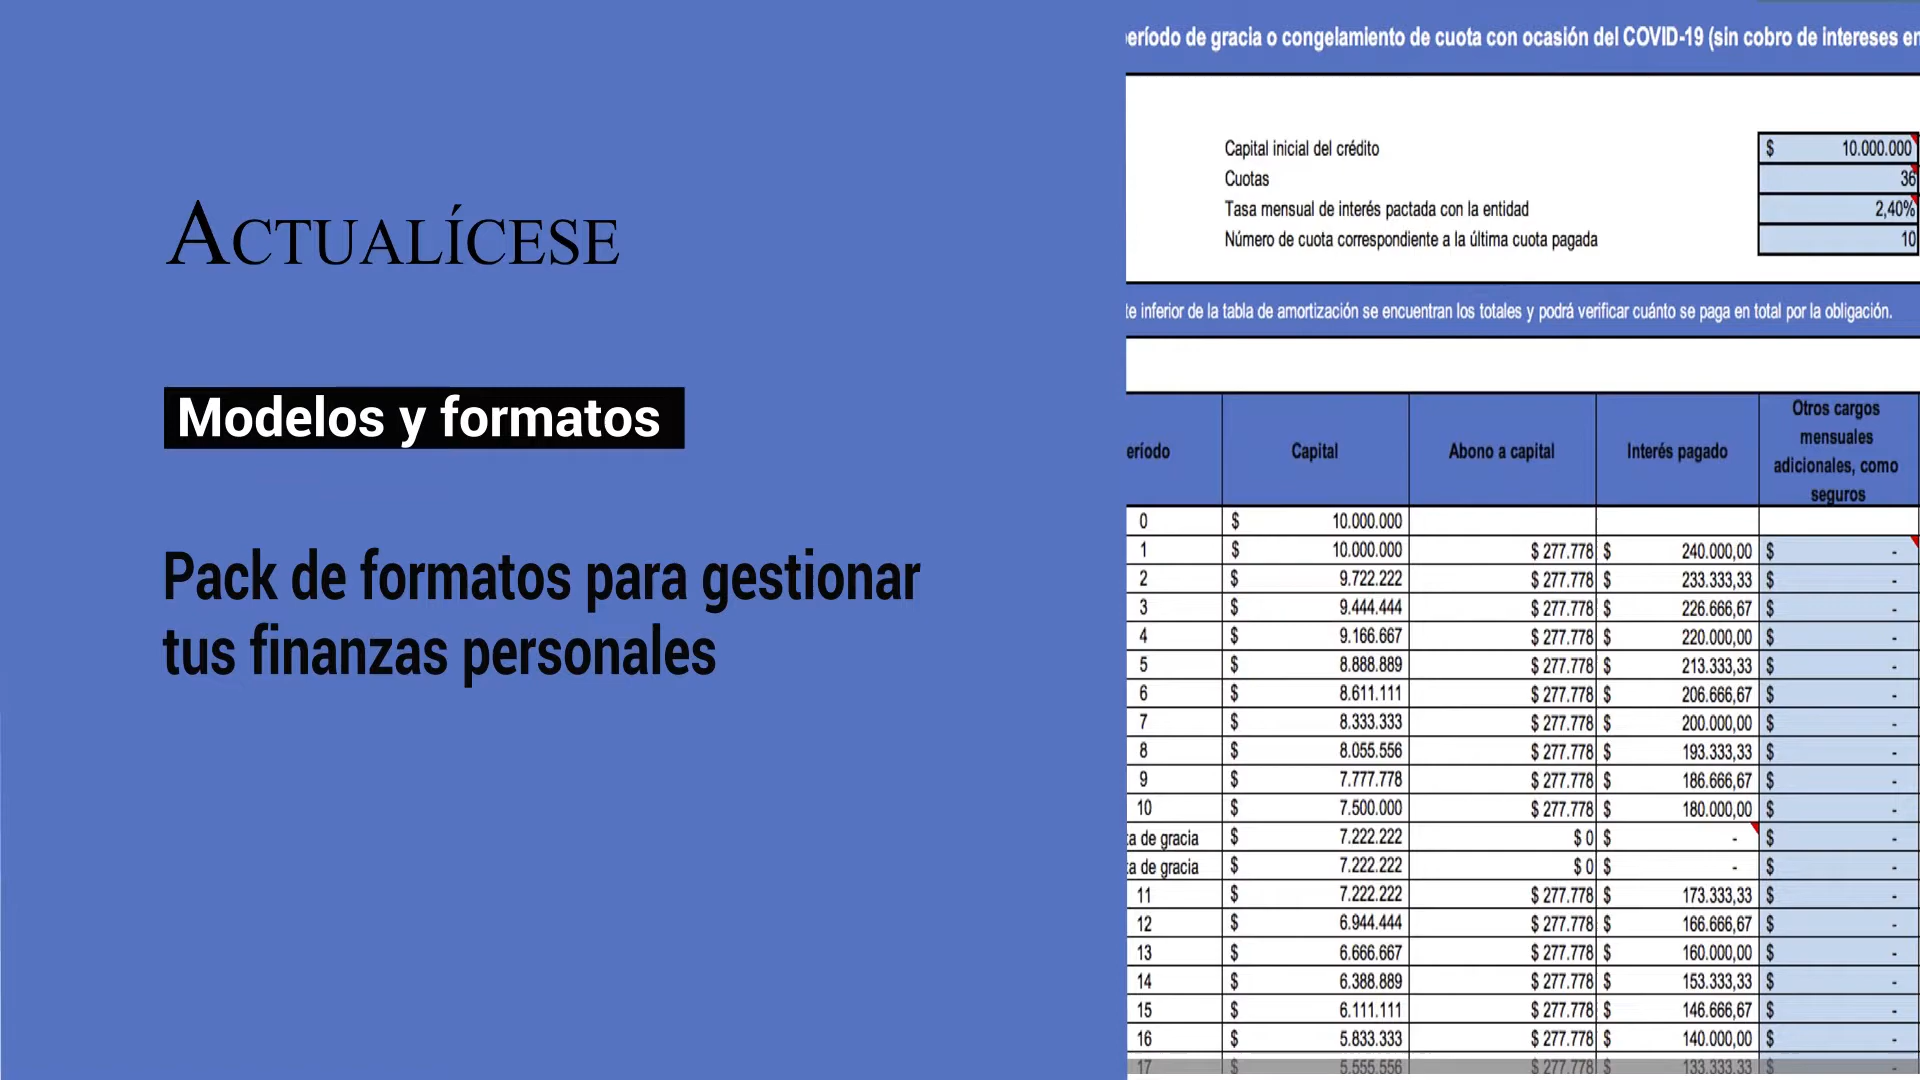 ACTUALÍCESE
Modelos y formatos
Pack de formatos para gestionar
tus finanzas personales
eríodo de gracia o congelamiento de cuota con ocasión del COVID-19 (sin cobro de intereses en
Capital inicial del crédito $ 10.000.000
Cuotas 36
Tasa mensual de interés pactada con la entidad 2,40%
Número de cuota correspondiente a la última cuota pagada 10
te inferior de la tabla de amortización se encuentran los totales y podrá verificar cuánto se paga en total por la obligación.
eríodo Capital Abono a capital Interés pagado Otros cargos
mensuales
adicionales, como
seguros
0 $ 10.000.000
1 $ 10.000.000 $ 277.778 $ 240.000,00 $ -
2 $ 9.722.222 $ 277.778 $ 233.333,33 $ -
3 $ 9.444.444 $ 277.778 $ 226.666,67 $ -
4 $ 9.166.667 $ 277.778 $ 220.000,00 $ -
5 $ 8.888.889 $ 277.778 $ 213.333,33 $ -
6 $ 8.611.111 $ 277.778 $ 206.666,67 $ -
7 $ 8.333.333 $ 277.778 $ 200.000,00 $ -
8 $ 8.055.556 $ 277.778 $ 193.333,33 $ -
9 $ 7.777.778 $ 277.778 $ 186.666,67 $ -
10 $ 7.500.000 $ 277.778 $ 180.000,00 $ -
ta de gracia $ 7.222.222 $ 0 $ - $ -
ta de gracia $ 7.222.222 $ 0 $ - $ -
11 $ 7.222.222 $ 277.778 $ 173.333,33 $ -
12 $ 6.944.444 $ 277.778 $ 166.666,67 $ -
13 $ 6.666.667 $ 277.778 $ 160.000,00 $ -
14 $ 6.388.889 $ 277.778 $ 153.333,33 $ -
15 $ 6.111.111 $ 277.778 $ 146.666,67 $ -
16 $ 5.833.333 $ 277.778 $ 140.000,00 $ -
17 $ 5.555.556 $ 277.778 $ 133.333,33 $ -